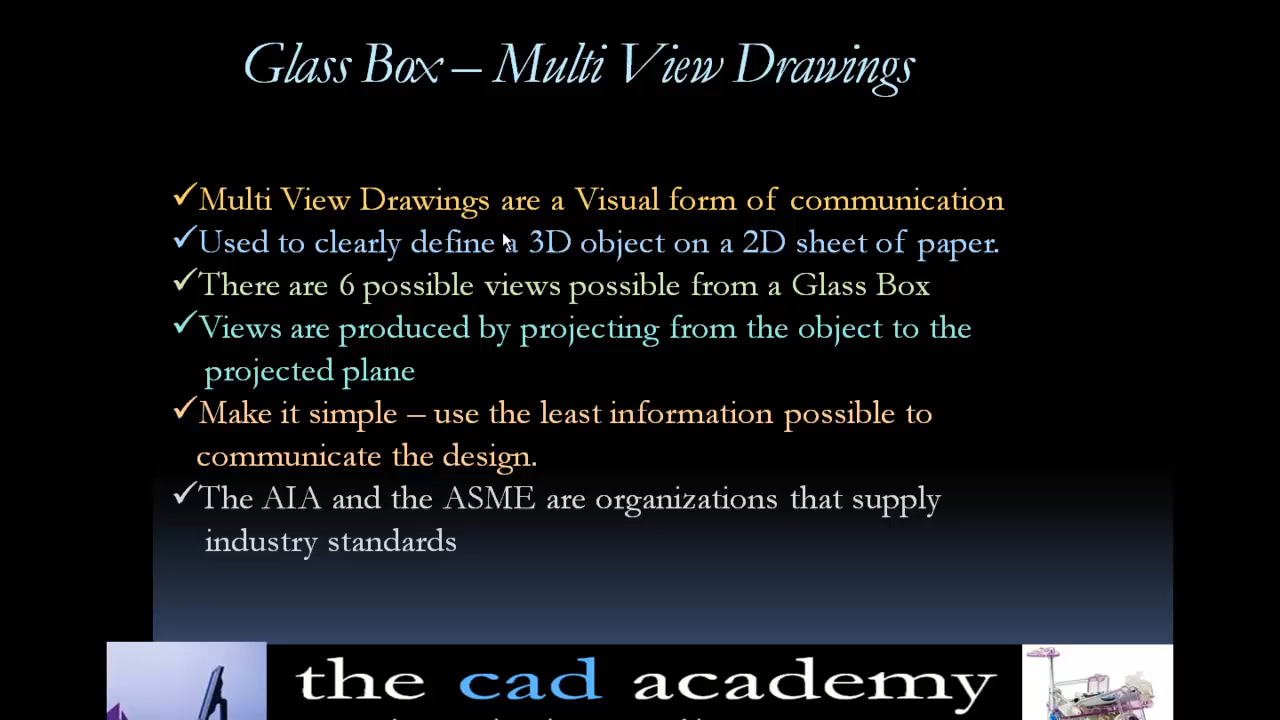 Glass Box – Multi View Drawings
✓Multi View Drawings are a Visual form of communication
✓Used to clearly define a 3D object on a 2D sheet of paper.
✓There are 6 possible views possible from a Glass Box
✓Views are produced by projecting from the object to the
projected plane
✓Make it simple – use the least information possible to
communicate the design.
✓The AIA and the ASME are organizations that supply
industry standards
the cad academy